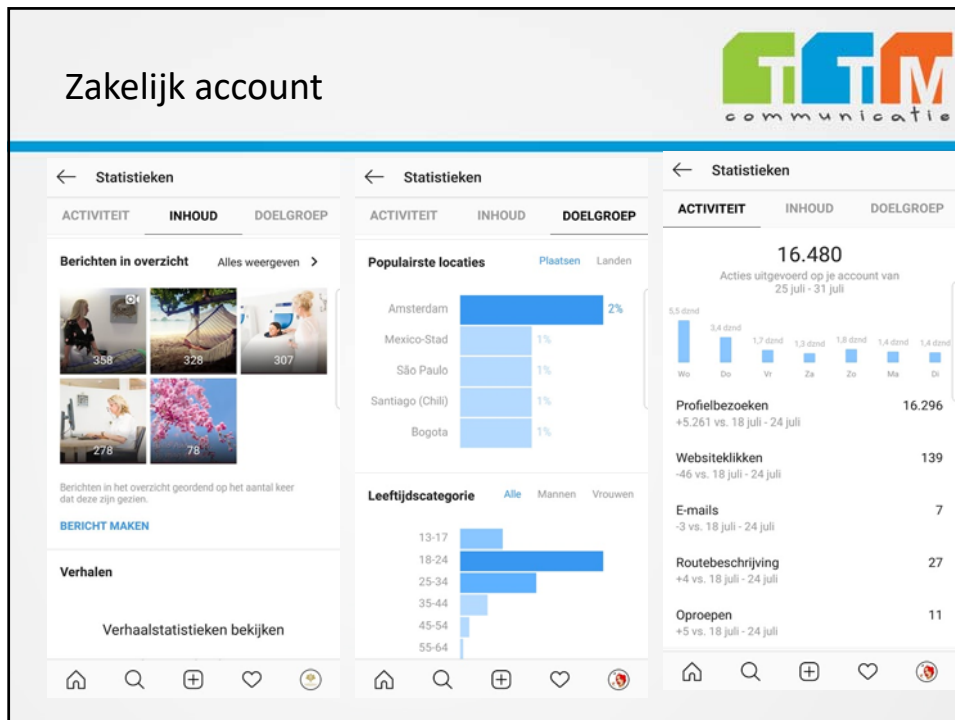 Zakelijk account
TiTM
communicatie
Statistieken
ACTIVITEIT INHOUD DOELGROEP
Berichten in overzicht Alles weergeven
358 328 307
278 78
Berichten in het overzicht geordend op het aantal keer
dat deze zijn gezien.
BERICHT MAKEN
Verhalen
Verhaalstatistieken bekijken
Statistieken
ACTIVITEIT INHOUD DOELGROEP
Populairste locaties Plaatsen Landen
Amsterdam 2%
Mexico-Stad 1%
São Paulo 1%
Santiago (Chili) 1%
Bogota 1%
Leeftijdscategorie Alle Mannen Vrouwen
13-17
18-24
25-34
35-44
45-54
55-64
Statistieken
ACTIVITEIT INHOUD DOELGROEP
16.480
Acties uitgevoerd op je account van
25 juli - 31 juli
5,5 dznd 3,4 dznd 1,7 dznd 1,3 dznd 1,8 dznd 1,4 dznd 1,4 dznd
Wo Do Vr Za Zo Ma Di
Profielbezoeken 16.296
+5.261 vs. 18 juli - 24 juli
Websiteklikken 139
-46 vs. 18 juli - 24 juli
E-mails 7
-3 vs. 18 juli - 24 juli
Routebeschrijving 27
+4 vs. 18 juli - 24 juli
Oproepen 11
+5 vs. 18 juli - 24 juli